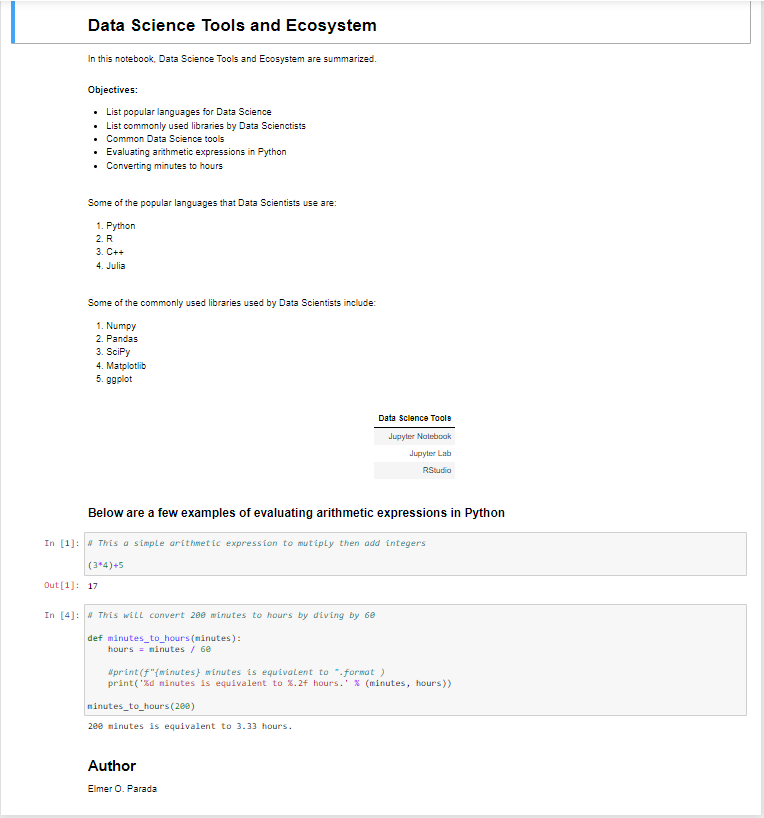 Data Science Tools and Ecosystem
In this notebook, Data Science Tools and Ecosystem are summarized.
Objectives:
• List popular languages for Data Science
• List commonly used libraries by Data Scienctists
• Common Data Science tools
• Evaluating arithmetic expressions in Python
• Converting minutes to hours
Some of the popular languages that Data Scientists use are:
1. Python
2. R
3. C++
4. Julia
Some of the commonly used libraries used by Data Scientists include:
1. Numpy
2. Pandas
3. SciPy
4. Matplotlib
5. ggplot
Data Science Tools
Jupyter Notebook
Jupyter Lab
RStudio
Below are a few examples of evaluating arithmetic expressions in Python
In [1]: # This a simple arithmetic expression to mutiply then add integers
(3*4)+5
Out[1]: 17
In [4]: # This will convert 200 minutes to hours by diving by 60
def minutes_to_hours(minutes):
    hours = minutes / 60
    #print(f"{minutes} minutes is equivalent to ".format )
    print('%d minutes is equivalent to %.2f hours.' % (minutes, hours))
minutes_to_hours(200)
200 minutes is equivalent to 3.33 hours.
Author
Elmer O. Parada